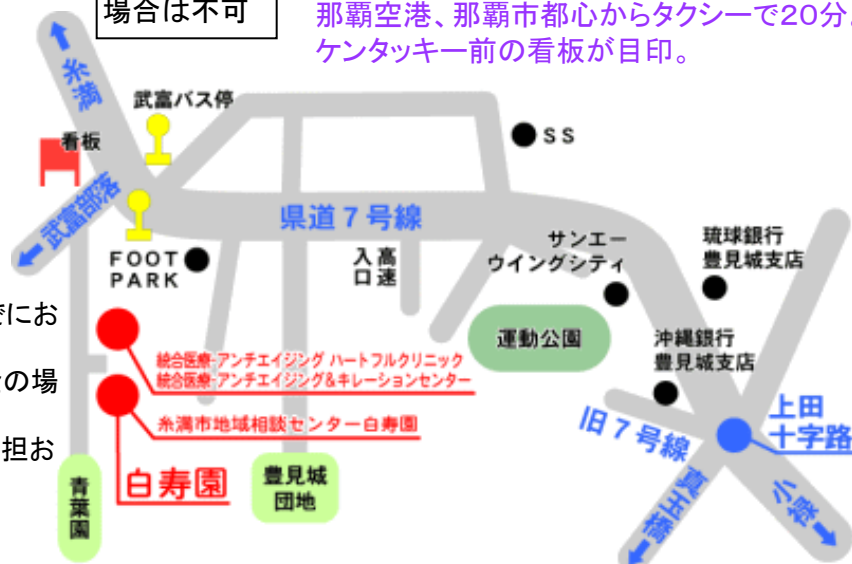 場合は不可
那覇空港、那覇市都心からタクシーで20分。
ケンタッキー前の看板が目印。
糸満
武富バス停
看板
SS
武富部落
県道7号線
FOOT
PARK
高速
入口
サンエー
ウイングシティ
琉球銀行
豊見城支店
でにお
運動公園
沖縄銀行
豊見城支店
統合医療・アンチエイジング ハートフルクリニック
統合医療・アンチエイジング&キレーションセンター
の場
糸満市地域相談センター白寿園
上田
十字路
旧7号線
担お
白寿園
豊見城
団地
青葉園
真玉橋
小禄